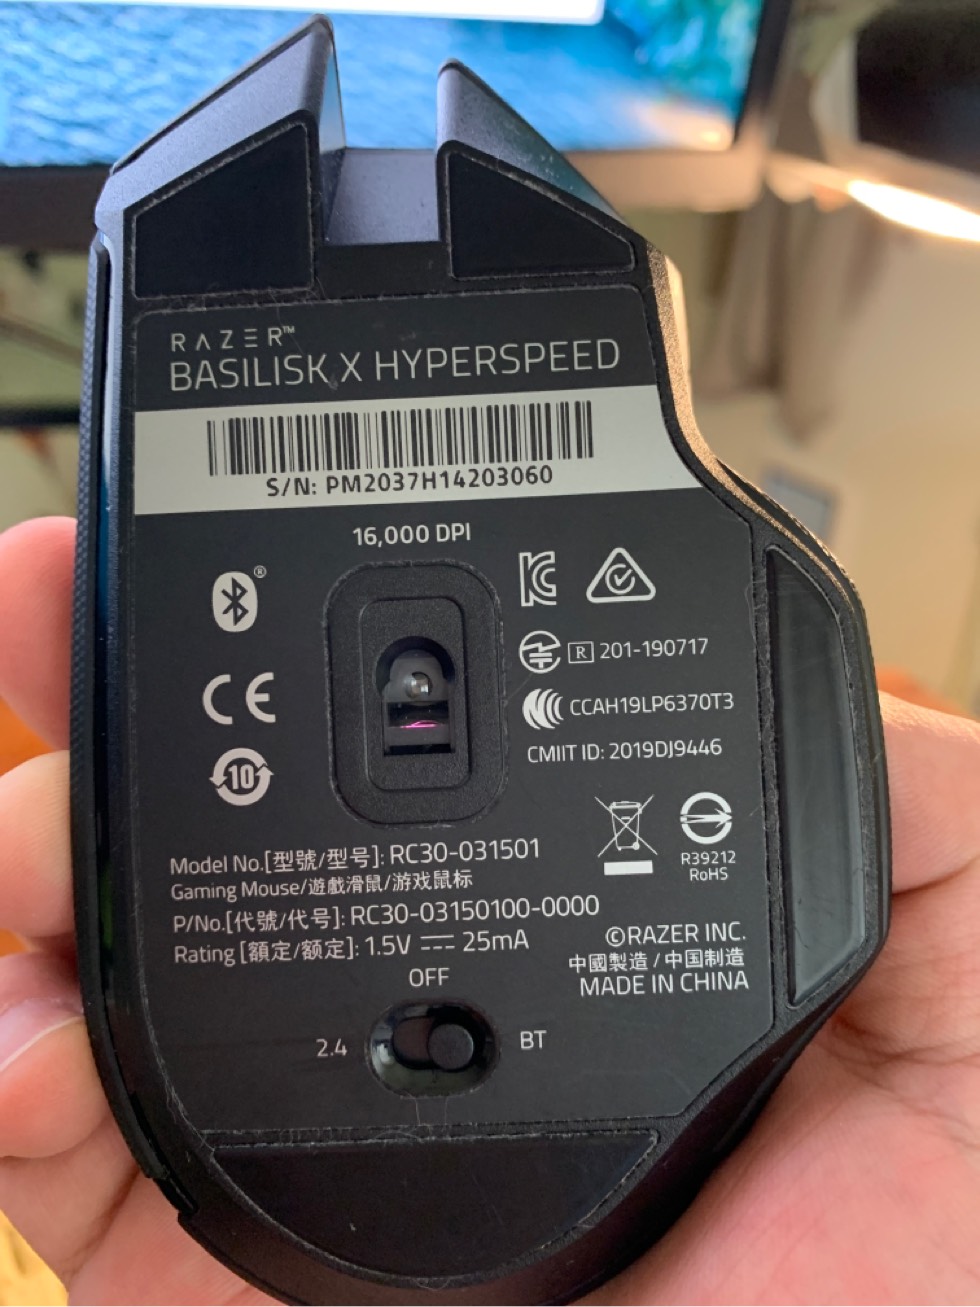 RAZER™
BASILISK X HYPERSPEED
S/N: PM2037H14203060
16,000 DPI
®
CE
10
R 201-190717
CCAH19LP6370T3
CMIIT ID: 2019DJ9446
R39212
RoHS
Model No.[型號/型号]: RC30-031501
Gaming Mouse/遊戲滑鼠/游戏鼠标
P/No.[代號/代号]: RC30-03150100-0000
Rating [額定/额定]: 1.5V ⎓ 25mA
©RAZER INC.
中國製造 / 中国制造
MADE IN CHINA
OFF
2.4
BT